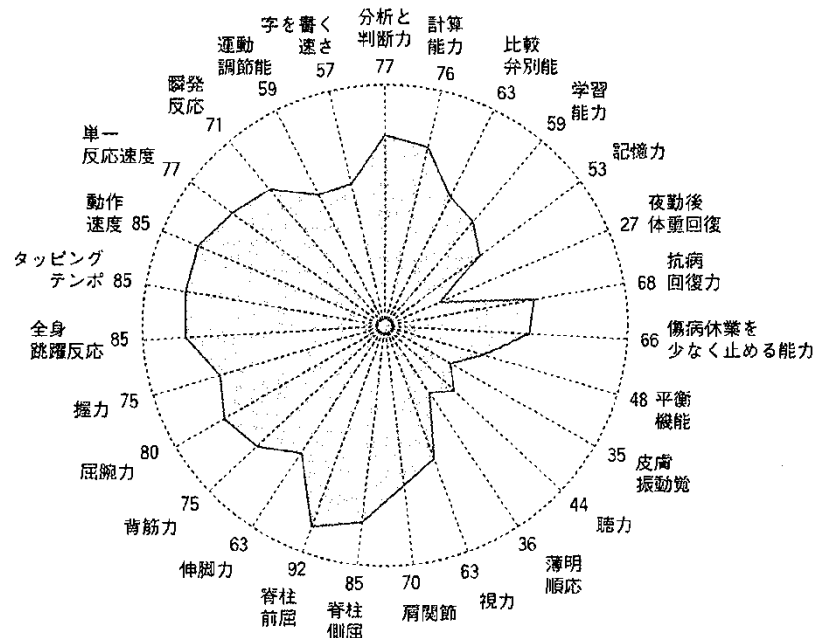 分析と
判断力
77
計算
能力
76
比較
弁別能
63
学習
能力
59
記憶力
53
夜勤後
体重回復
27
抗病
回復力
68
傷病休業を
少なく止める能力
66
平衡
機能
48
皮膚
振動覚
35
聴力
44
薄明
順応
36
視力
63
肩関節
70
脊柱
側屈
85
脊柱
前屈
92
伸脚力
63
背筋力
75
屈腕力
80
握力
75
全身
跳躍反応
85
タッピング
テンポ
85
動作
速度
85
単一
反応速度
77
瞬発
反応
71
運動
調節能
59
字を書く
速さ
57